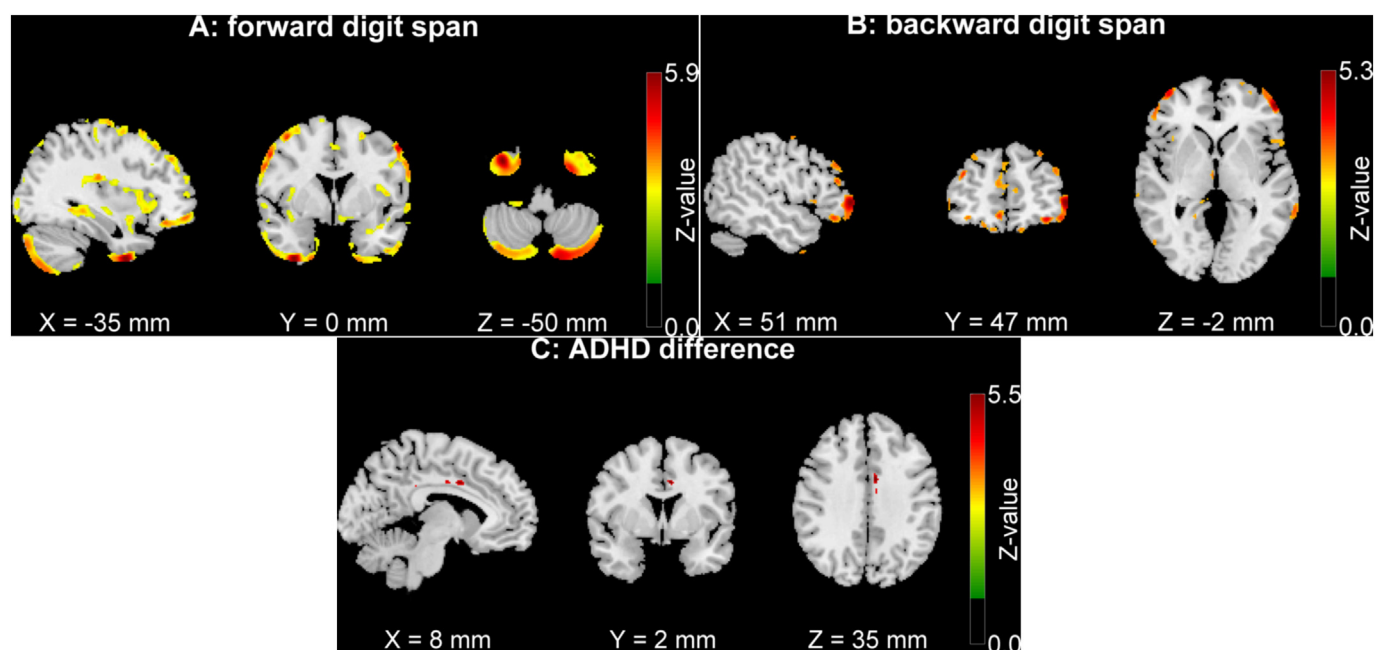 A: forward digit span
5.9
Z-value
0.0
X = -35 mm
Y = 0 mm
Z = -50 mm
B: backward digit span
5.3
Z-value
0.0
X = 51 mm
Y = 47 mm
Z = -2 mm
C: ADHD difference
5.5
Z-value
0.0
X = 8 mm
Y = 2 mm
Z = 35 mm